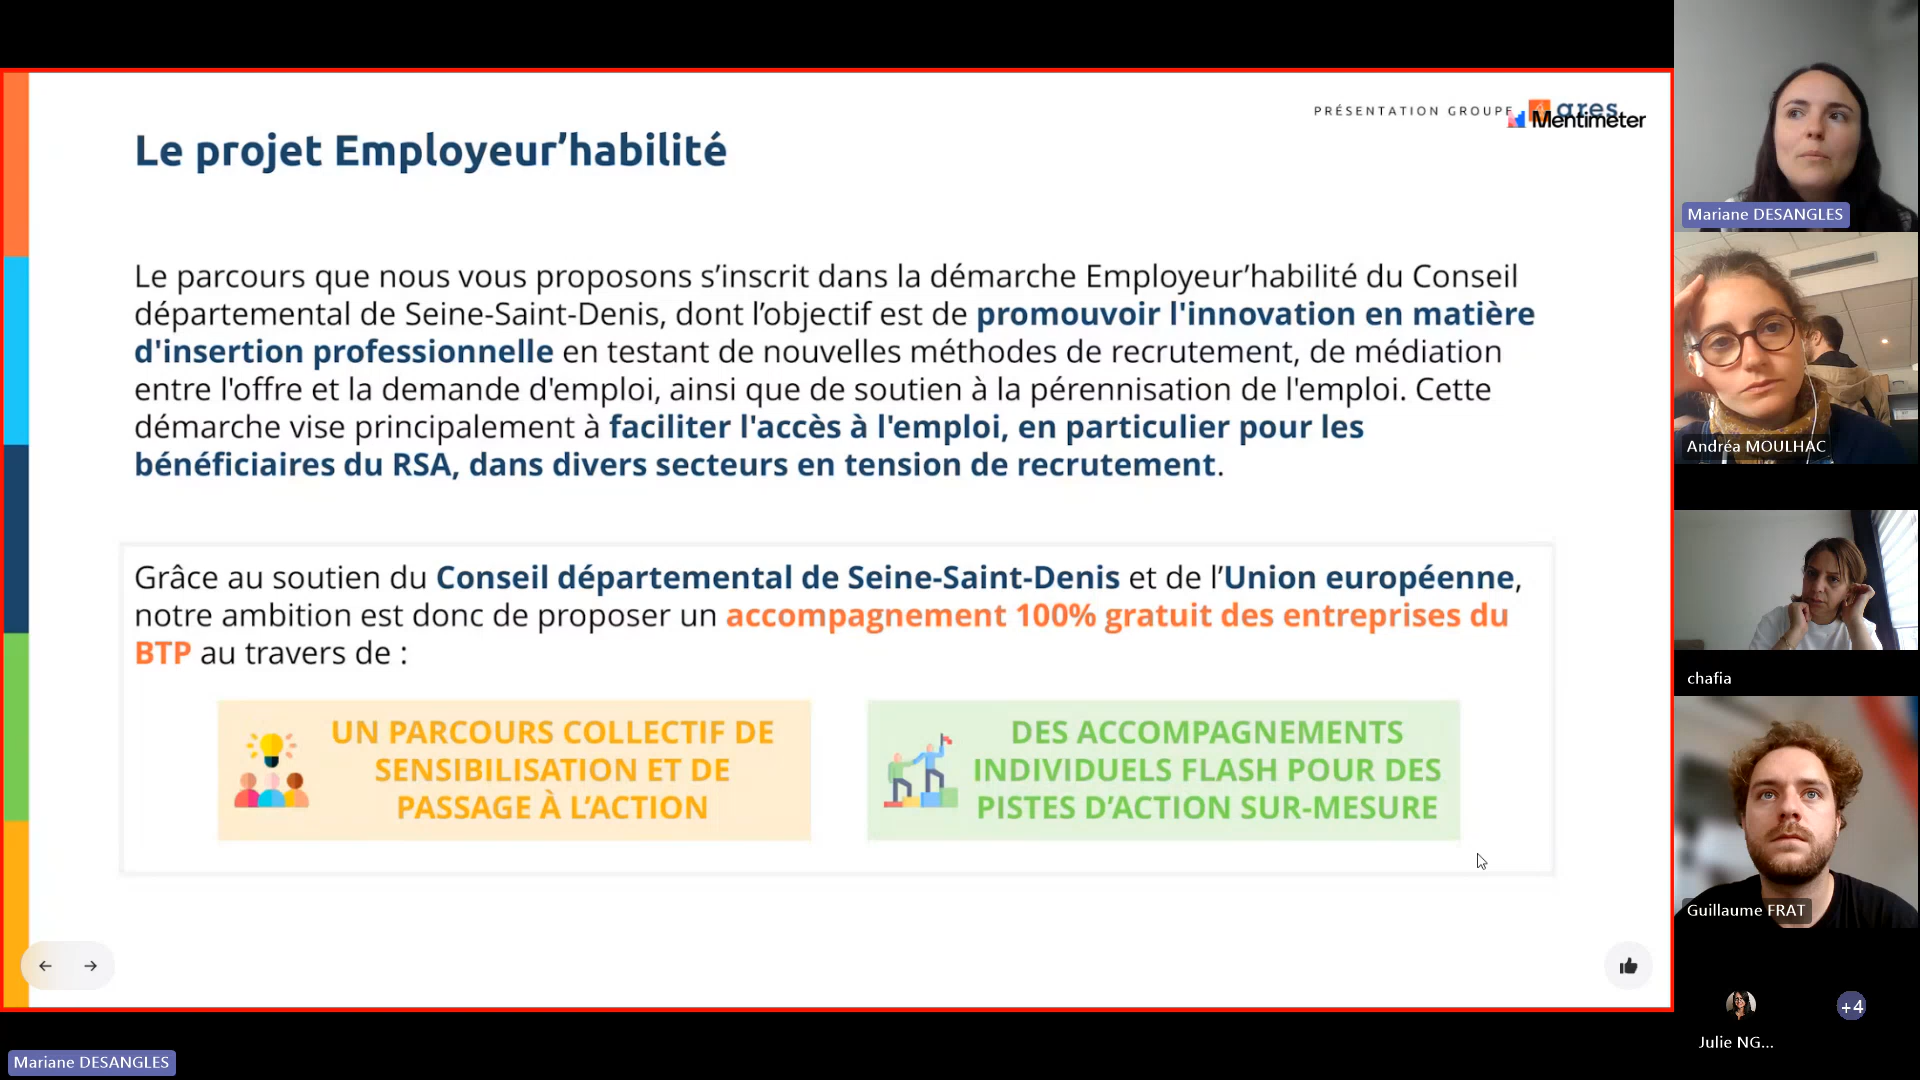 PRÉSENTATION GROUPE
ares
Mentimeter
Le projet Employeur’habilité
Le parcours que nous vous proposons s’inscrit dans la démarche Employeur’habilité du Conseil
départemental de Seine-Saint-Denis, dont l’objectif est de promouvoir l'innovation en matière
d'insertion professionnelle en testant de nouvelles méthodes de recrutement, de médiation
entre l'offre et la demande d'emploi, ainsi que de soutien à la pérennisation de l'emploi. Cette
démarche vise principalement à faciliter l'accès à l'emploi, en particulier pour les
bénéficiaires du RSA, dans divers secteurs en tension de recrutement.
Grâce au soutien du Conseil départemental de Seine-Saint-Denis et de l’Union européenne,
notre ambition est donc de proposer un accompagnement 100% gratuit des entreprises du
BTP au travers de :
UN PARCOURS COLLECTIF DE
SENSIBILISATION ET DE
PASSAGE À L’ACTION
DES ACCOMPAGNEMENTS
INDIVIDUELS FLASH POUR DES
PISTES D’ACTION SUR-MESURE
Mariane DESANGLES
Andréa MOULHAC
chafia
Guillaume FRAT
Julie NG...
+4
Mariane DESANGLES